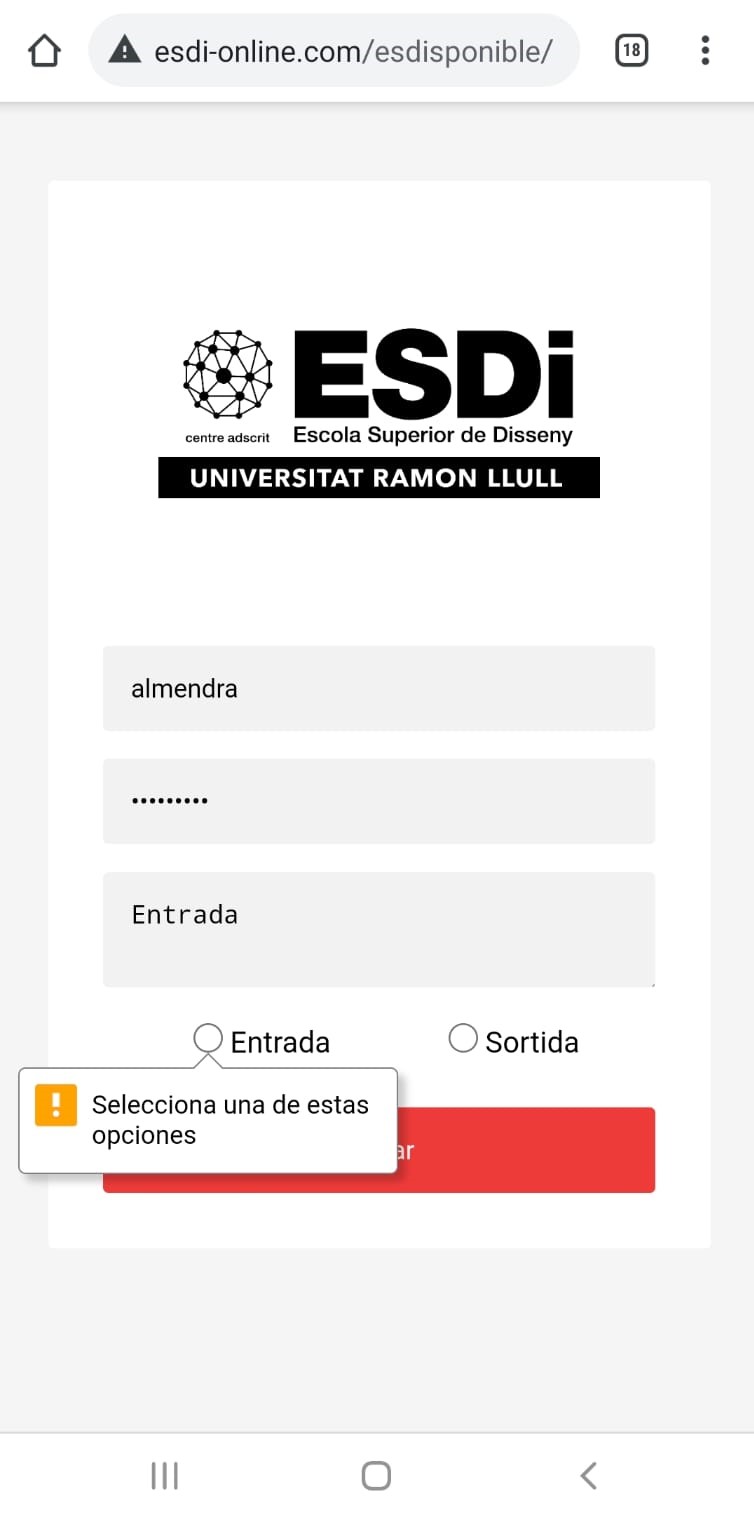 esdi-online.com/esdisponible/
18
ESDi
centre adscrit Escola Superior de Disseny
UNIVERSITAT RAMON LLULL
almendra
•••••••••
Entrada
Entrada Sortida
Selecciona una de estas
opciones
ar